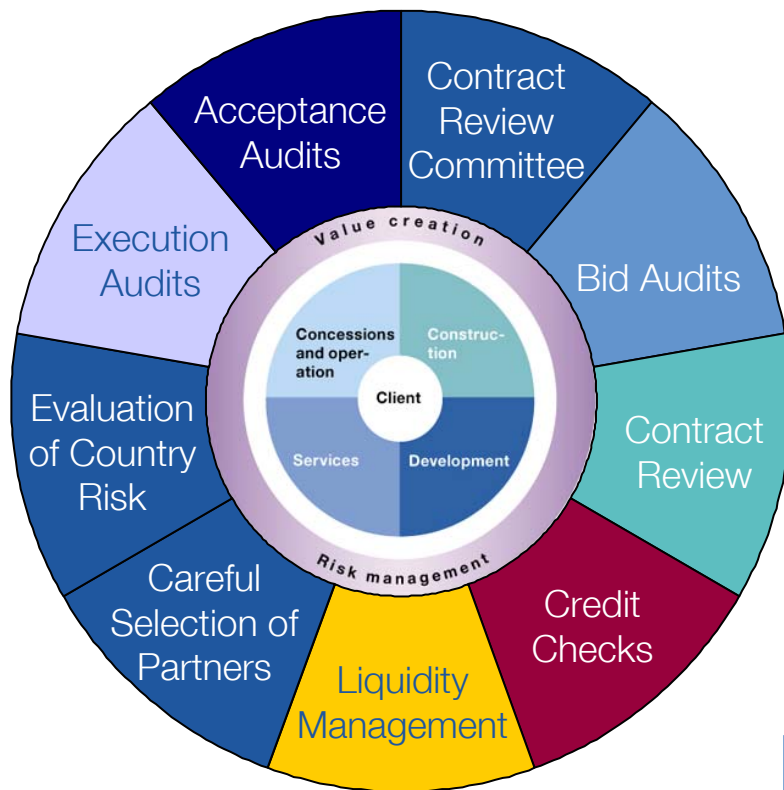 Contract
Review
Committee
Bid Audits
Contract
Review
Credit
Checks
Liquidity
Management
Careful
Selection of
Partners
Evaluation
of Country
Risk
Execution
Audits
Acceptance
Audits
Value creation
Concessions
and oper-
ation
Construc-
tion
Client
Services
Development
Risk management